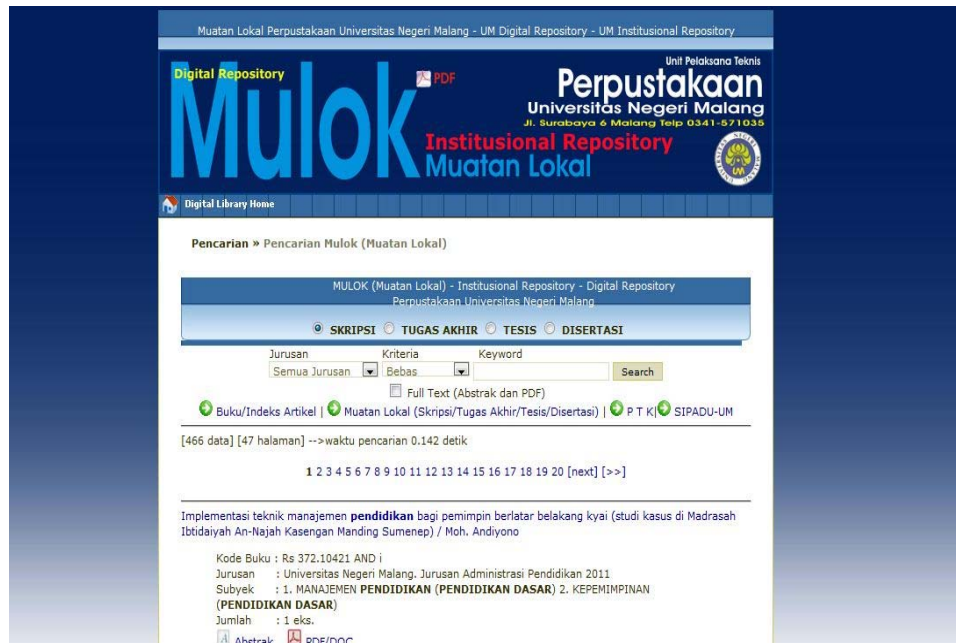 Muatan Lokal Perpustakaan Universitas Negeri Malang - UM Digital Repository - UM Institusional Repository
Digital Repository
Mulok
PDF
Unit Pelaksana Teknis
Perpustakaan
Universitas Negeri Malang
Jl. Surabaya 6 Malang Telp 0341-571035
Institusional Repository
Muatan Lokal
Digital Library Home
Pencarian » Pencarian Mulok (Muatan Lokal)
MULOK (Muatan Lokal) - Institusional Repository - Digital Repository
Perpustakaan Universitas Negeri Malang
SKRIPSI TUGAS AKHIR TESIS DISERTASI
Jurusan Kriteria Keyword
Semua Jurusan Bebas Search
Full Text (Abstrak dan PDF)
Buku/Indeks Artikel | Muatan Lokal (Skripsi/Tugas Akhir/Tesis/Disertasi) | P T K| SIPADU-UM
[466 data] [47 halaman] -->waktu pencarian 0.142 detik
1 2 3 4 5 6 7 8 9 10 11 12 13 14 15 16 17 18 19 20 [next] [>>]
Implementasi teknik manajemen pendidikan bagi pemimpin berlatar belakang kyai (studi kasus di Madrasah
Ibtidaiyah An-Najah Kasengan Manding Sumenep) / Moh. Andiyono
Kode Buku : Rs 372.10421 AND i
Jurusan : Universitas Negeri Malang. Jurusan Administrasi Pendidikan 2011
Subyek : 1. MANAJEMEN PENDIDIKAN (PENDIDIKAN DASAR) 2. KEPEMIMPINAN
(PENDIDIKAN DASAR)
Jumlah : 1 eks.
Abstrak PDF/DOC